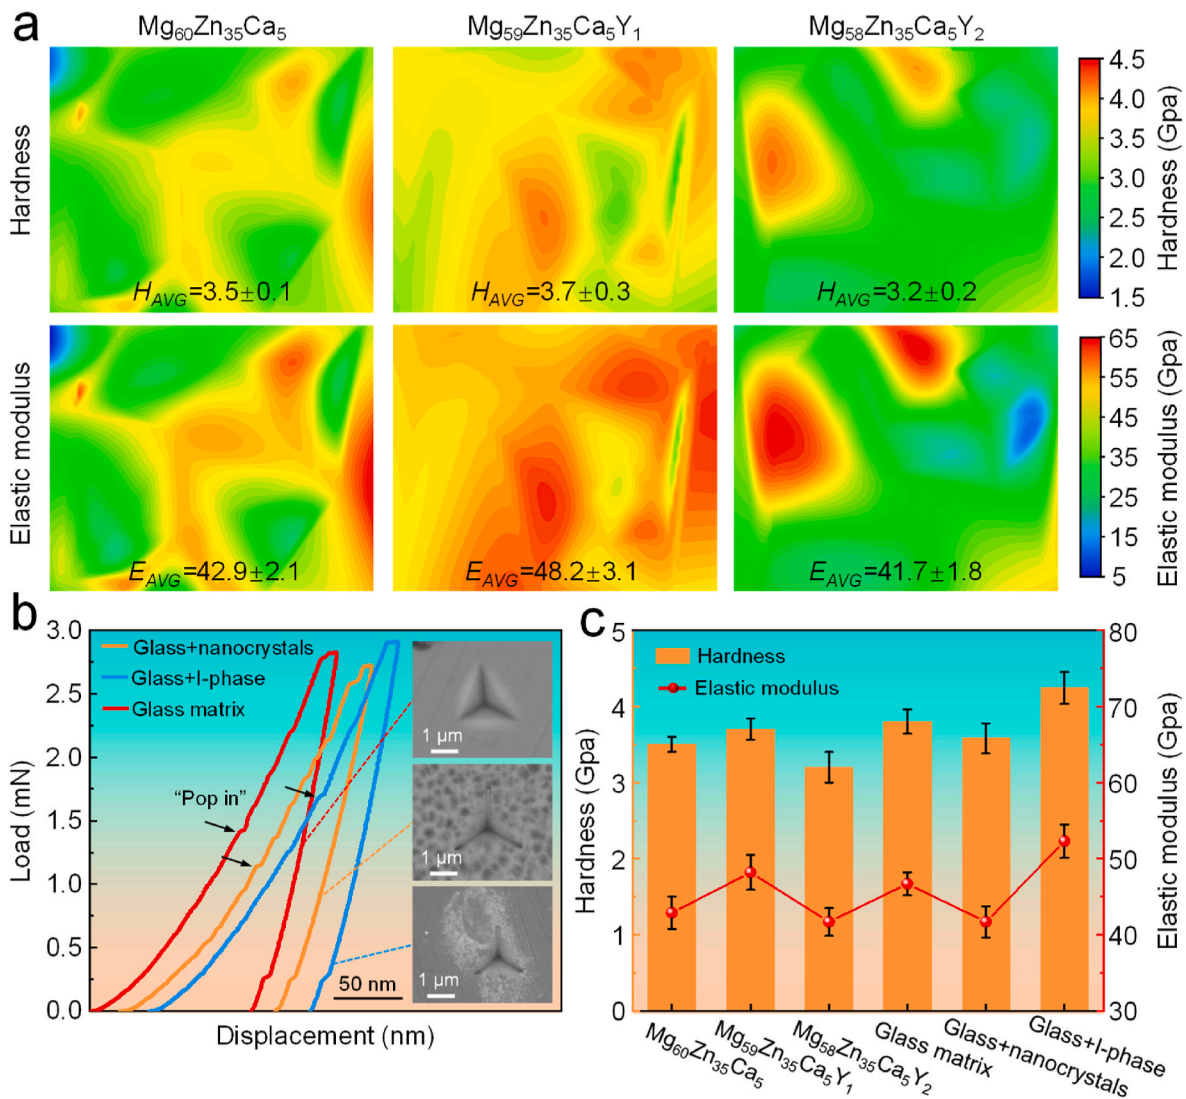 a
Mg60Zn35Ca5
Mg59Zn35Ca5Y1
Mg58Zn35Ca5Y2
Hardness
HAVG=3.5±0.1
HAVG=3.7±0.3
HAVG=3.2±0.2
4.5
4.0
3.5
3.0
2.5
2.0
1.5
Hardness (Gpa)
Elastic modulus
EAVG=42.9±2.1
EAVG=48.2±3.1
EAVG=41.7±1.8
65
55
45
35
25
15
5
Elastic modulus (Gpa)
b
3.0
2.5
2.0
1.5
1.0
0.5
0.0
Load (mN)
Glass+nanocrystals
Glass+I-phase
Glass matrix
"Pop in"
1 μm
1 μm
1 μm
50 nm
Displacement (nm)
c
5
4
3
2
1
0
Hardness (Gpa)
Hardness
Elastic modulus
80
70
60
50
40
30
Elastic modulus (Gpa)
Mg60Zn35Ca5
Mg59Zn35Ca5Y1
Mg58Zn35Ca5Y2
Glass matrix
Glass+nanocrystals
Glass+I-phase